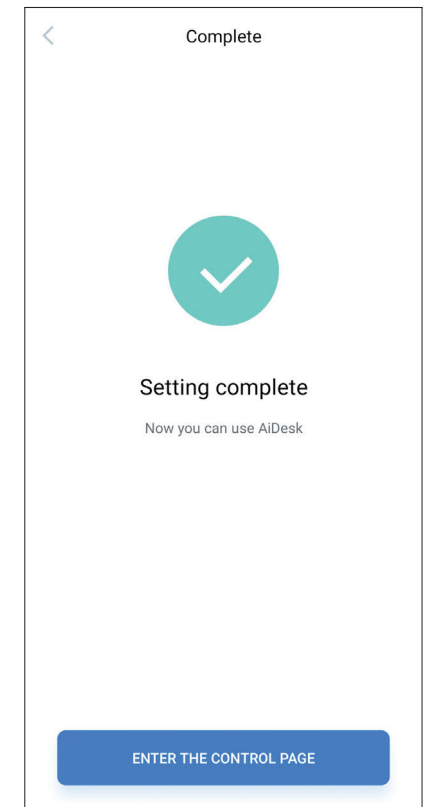 Complete
Setting complete
Now you can use AiDesk
ENTER THE CONTROL PAGE